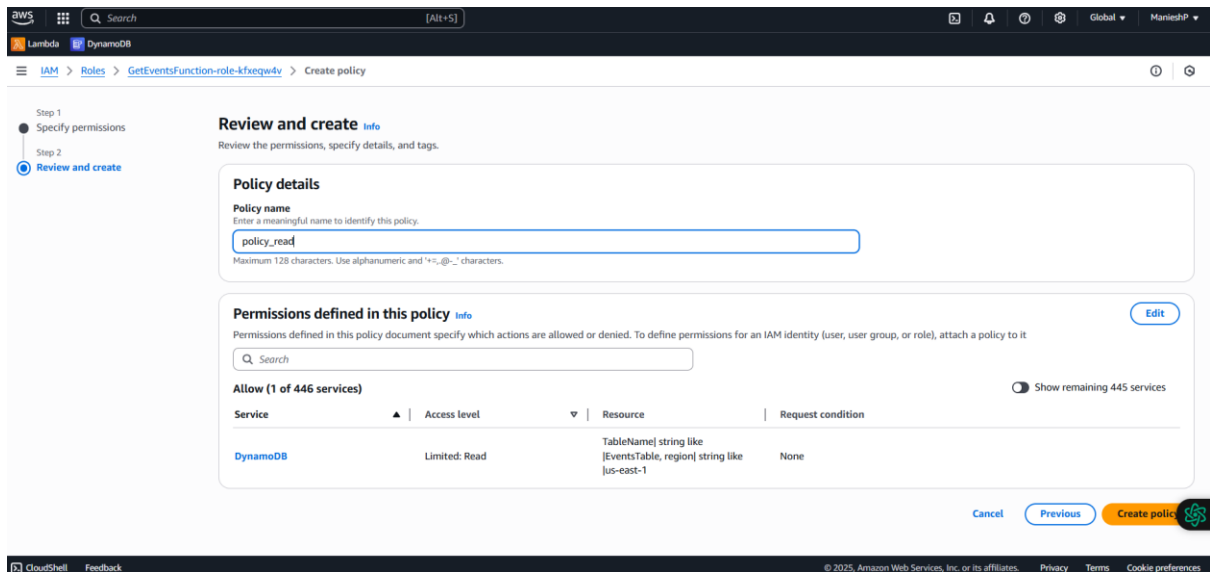 aws
Search
[Alt+S]
Global
ManieshP
Lambda
DynamoDB
IAM > Roles > GetEventsFunction-role-kfxeqw4v > Create policy
Step 1
Specify permissions
Step 2
Review and create
Review and create Info
Review the permissions, specify details, and tags.
Policy details
Policy name
Enter a meaningful name to identify this policy.
policy_read
Maximum 128 characters. Use alphanumeric and '+=,.@-_' characters.
Permissions defined in this policy Info
Edit
Permissions defined in this policy document specify which actions are allowed or denied. To define permissions for an IAM identity (user, user group, or role), attach a policy to it
Search
Allow (1 of 446 services)
Show remaining 445 services
Service
Access level
Resource
Request condition
DynamoDB
Limited: Read
TableName| string like
|EventsTable, region| string like
|us-east-1
None
Cancel
Previous
Create polic
CloudShell
Feedback
© 2025, Amazon Web Services, Inc. or its affiliates.
Privacy
Terms
Cookie preferences